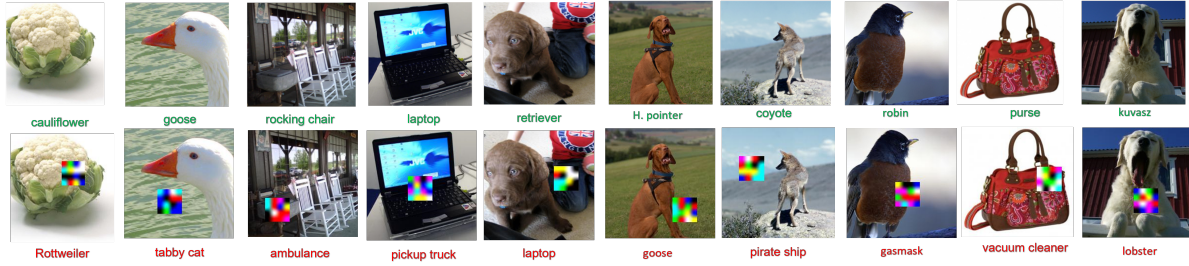 cauliflower
goose
rocking chair
laptop
retriever
H. pointer
coyote
robin
purse
kuvasz
Rottweiler
tabby cat
ambulance
pickup truck
laptop
goose
pirate ship
gasmask
vacuum cleaner
lobster